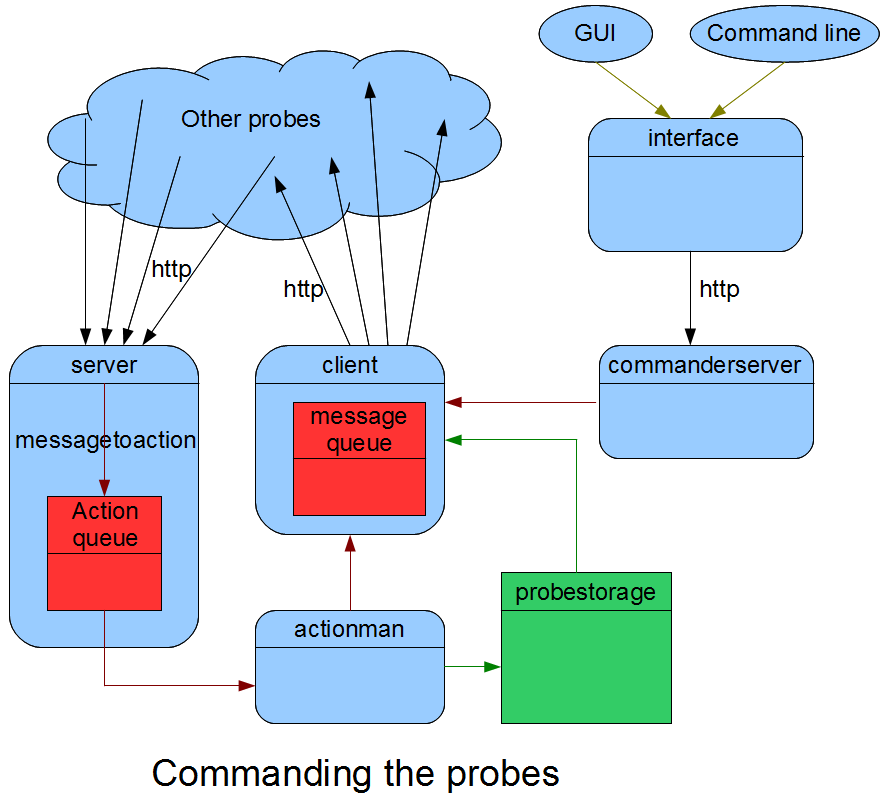 GUI
Command line
Other probes
interface
http
http
http
server
client
commanderserver
messagetoaction
message
queue
Action
queue
probestorage
actionman
Commanding the probes